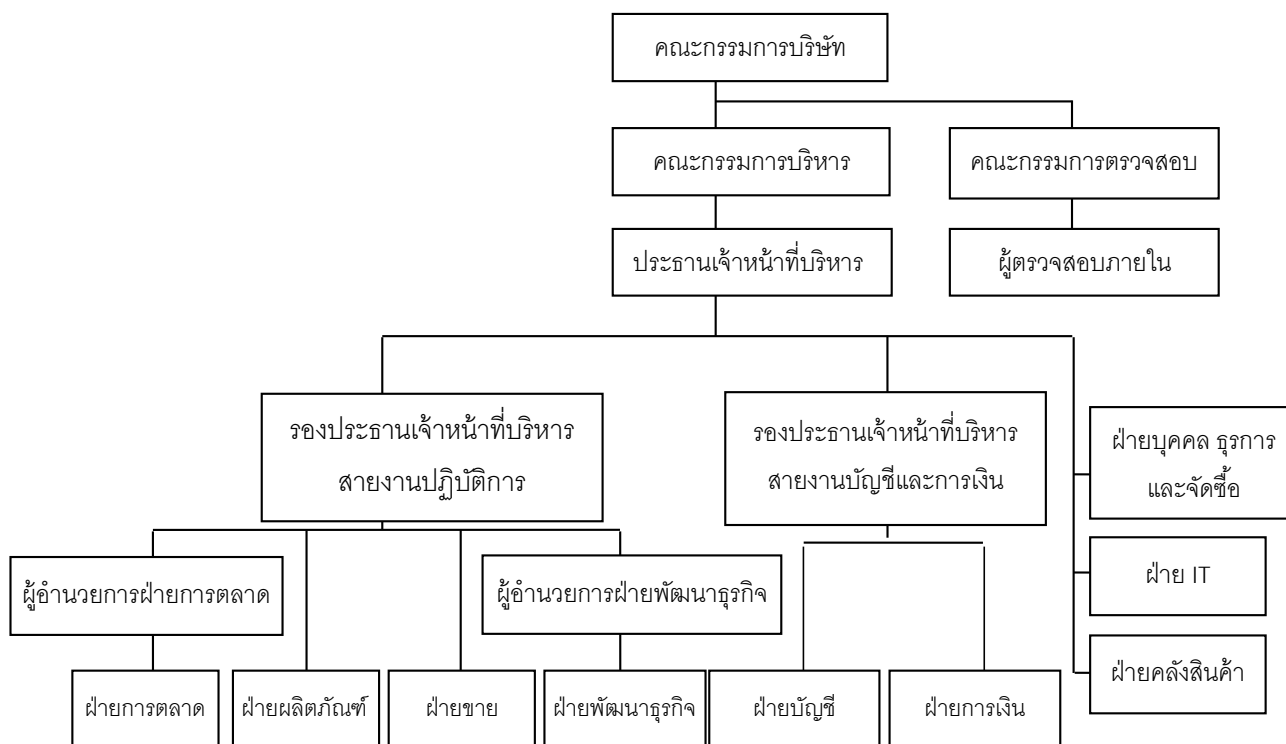 คณะกรรมการบริษัท
คณะกรรมการบริหาร
คณะกรรมการตรวจสอบ
ประธานเจ้าหน้าที่บริหาร
ผู้ตรวจสอบภายใน
รองประธานเจ้าหน้าที่บริหาร
สายงานปฏิบัติการ
รองประธานเจ้าหน้าที่บริหาร
สายงานบัญชีและการเงิน
ฝ่ายบุคคล ธุรการ
และจัดซื้อ
ผู้อำนวยการฝ่ายการตลาด
ผู้อำนวยการฝ่ายพัฒนาธุรกิจ
ฝ่าย IT
ฝ่ายคลังสินค้า
ฝ่ายการตลาด
ฝ่ายผลิตภัณฑ์
ฝ่ายขาย
ฝ่ายพัฒนาธุรกิจ
ฝ่ายบัญชี
ฝ่ายการเงิน